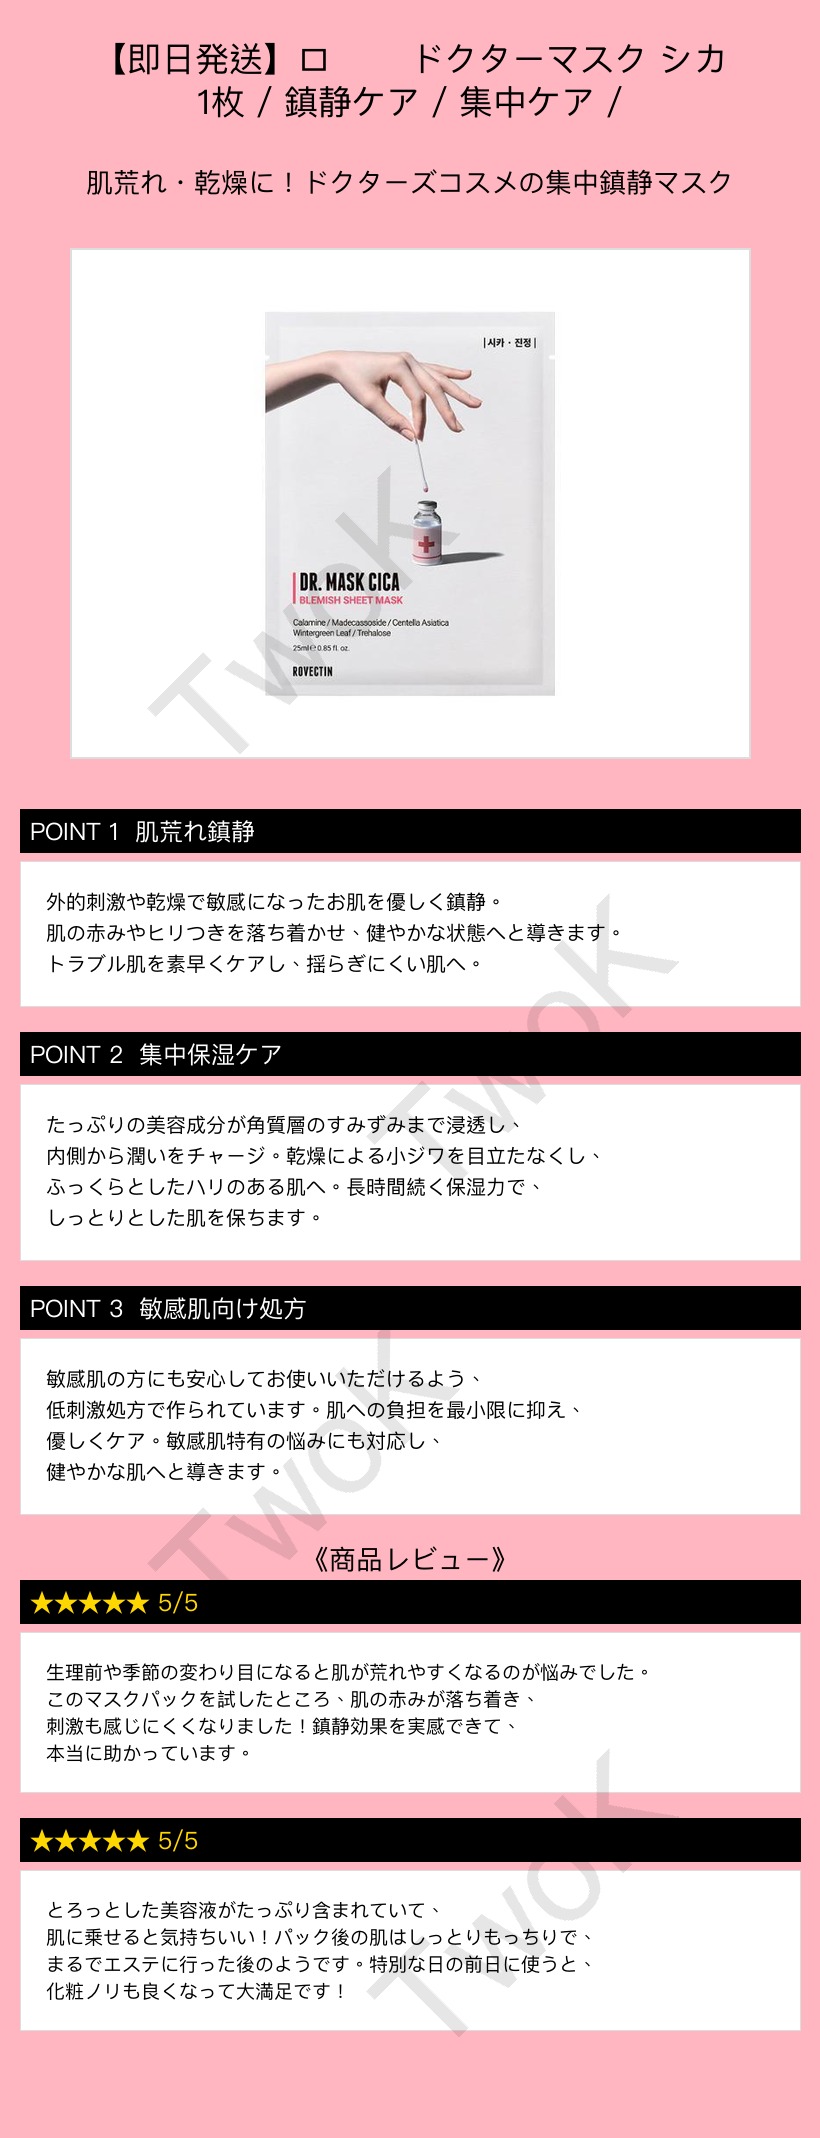 【即日発送】ロ ドクターマスク シカ
1枚 / 鎮静ケア / 集中ケア /
肌荒れ・乾燥に！ドクターズコスメの集中鎮静マスク
|시카 · 진정|
DR. MASK CICA
BLEMISH SHEET MASK
Calamine / Madecassoside / Centella Asiatica
Wintergreen Leaf / Trehalose
25ml ℮ 0.85 fl. oz.
ROVECTIN
TwoK
POINT 1 肌荒れ鎮静
外的刺激や乾燥で敏感になったお肌を優しく鎮静。
肌の赤みやヒリつきを落ち着かせ、健やかな状態へと導きます。
トラブル肌を素早くケアし、揺らぎにくい肌へ。
TwoK
POINT 2 集中保湿ケア
たっぷりの美容成分が角質層のすみずみまで浸透し、
内側から潤いをチャージ。乾燥による小ジワを目立たなくし、
ふっくらとしたハリのある肌へ。長時間続く保湿力で、
しっとりとした肌を保ちます。
POINT 3 敏感肌向け処方
敏感肌の方にも安心してお使いいただけるよう、
低刺激処方で作られています。肌への負担を最小限に抑え、
優しくケア。敏感肌特有の悩みにも対応し、
健やかな肌へと導きます。
TwoK
《商品レビュー》
★★★★★ 5/5
生理前や季節の変わり目になると肌が荒れやすくなるのが悩みでした。
このマスクパックを試したところ、肌の赤みが落ち着き、
刺激も感じにくくなりました！鎮静効果を実感できて、
本当に助かっています。
★★★★★ 5/5
とろっとした美容液がたっぷり含まれていて、
肌に乗せると気持ちいい！パック後の肌はしっとりもっちりで、
まるでエステに行った後のようです。特別な日の前日に使うと、
化粧ノリも良くなって大満足です！
TwoK